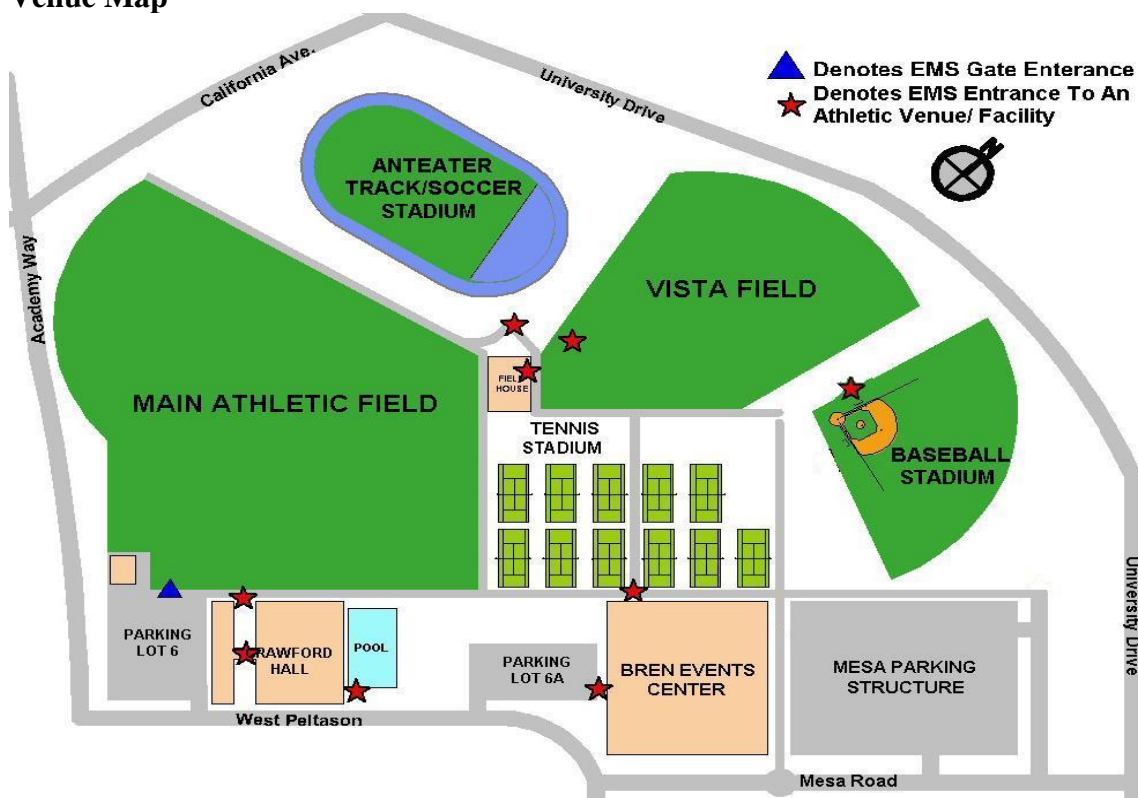 Venue Map
California Ave.
University Drive
Denotes EMS Gate Enterance
Denotes EMS Entrance To An
Athletic Venue/ Facility
N
ANTEATER
TRACK/SOCCER
STADIUM
VISTA FIELD
Academy Way
MAIN ATHLETIC FIELD
FIEL
HOUSE
TENNIS
STADIUM
BASEBALL
STADIUM
University Drive
PARKING
LOT 6
CRAWFORD
HALL
POOL
PARKING
LOT 6A
BREN EVENTS
CENTER
MESA PARKING
STRUCTURE
West Peltason
Mesa Road